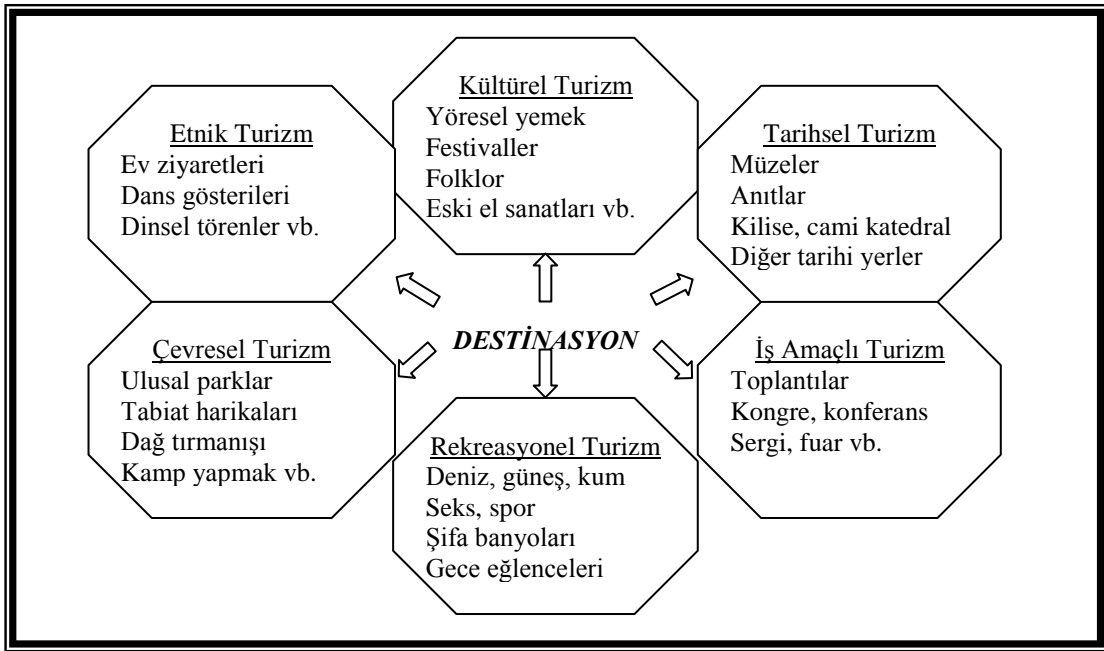 Kültürel Turizm
Yöresel yemek
Festivaller
Folklor
Eski el sanatları vb.
Etnik Turizm
Ev ziyaretleri
Dans gösterileri
Dinsel törenler vb.
Tarihsel Turizm
Müzeler
Anıtlar
Kilise, cami katedral
Diğer tarihi yerler
DESTİNASYON
Çevresel Turizm
Ulusal parklar
Tabiat harikaları
Dağ tırmanışı
Kamp yapmak vb.
Rekreasyonel Turizm
Deniz, güneş, kum
Seks, spor
Şifa banyoları
Gece eğlenceleri
İş Amaçlı Turizm
Toplantılar
Kongre, konferans
Sergi, fuar vb.